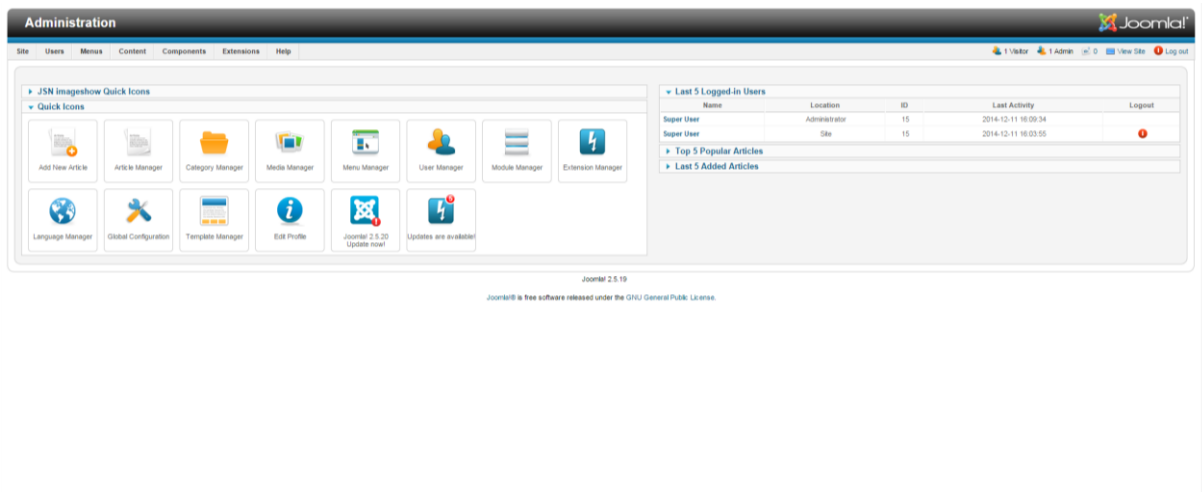 Administration
Joomla!
Site Users Menus Content Components Extensions Help
1 Visitor 1 Admin 0 View Site Log out
JSN imageshow Quick Icons
Quick Icons
Add New Article Article Manager Category Manager Media Manager Menu Manager User Manager Module Manager Extension Manager
Language Manager Global Configuration Template Manager Edit Profile Joomla! 2.5.20 Update now! Updates are available!
Last 5 Logged-in Users
Name Location ID Last Activity Logout
Super User Administrator 15 2014-12-11 16:09:34
Super User Site 15 2014-12-11 16:03:55
Top 5 Popular Articles
Last 5 Added Articles
Joomla! 2.5.19
Joomla!® is free software released under the GNU General Public License.